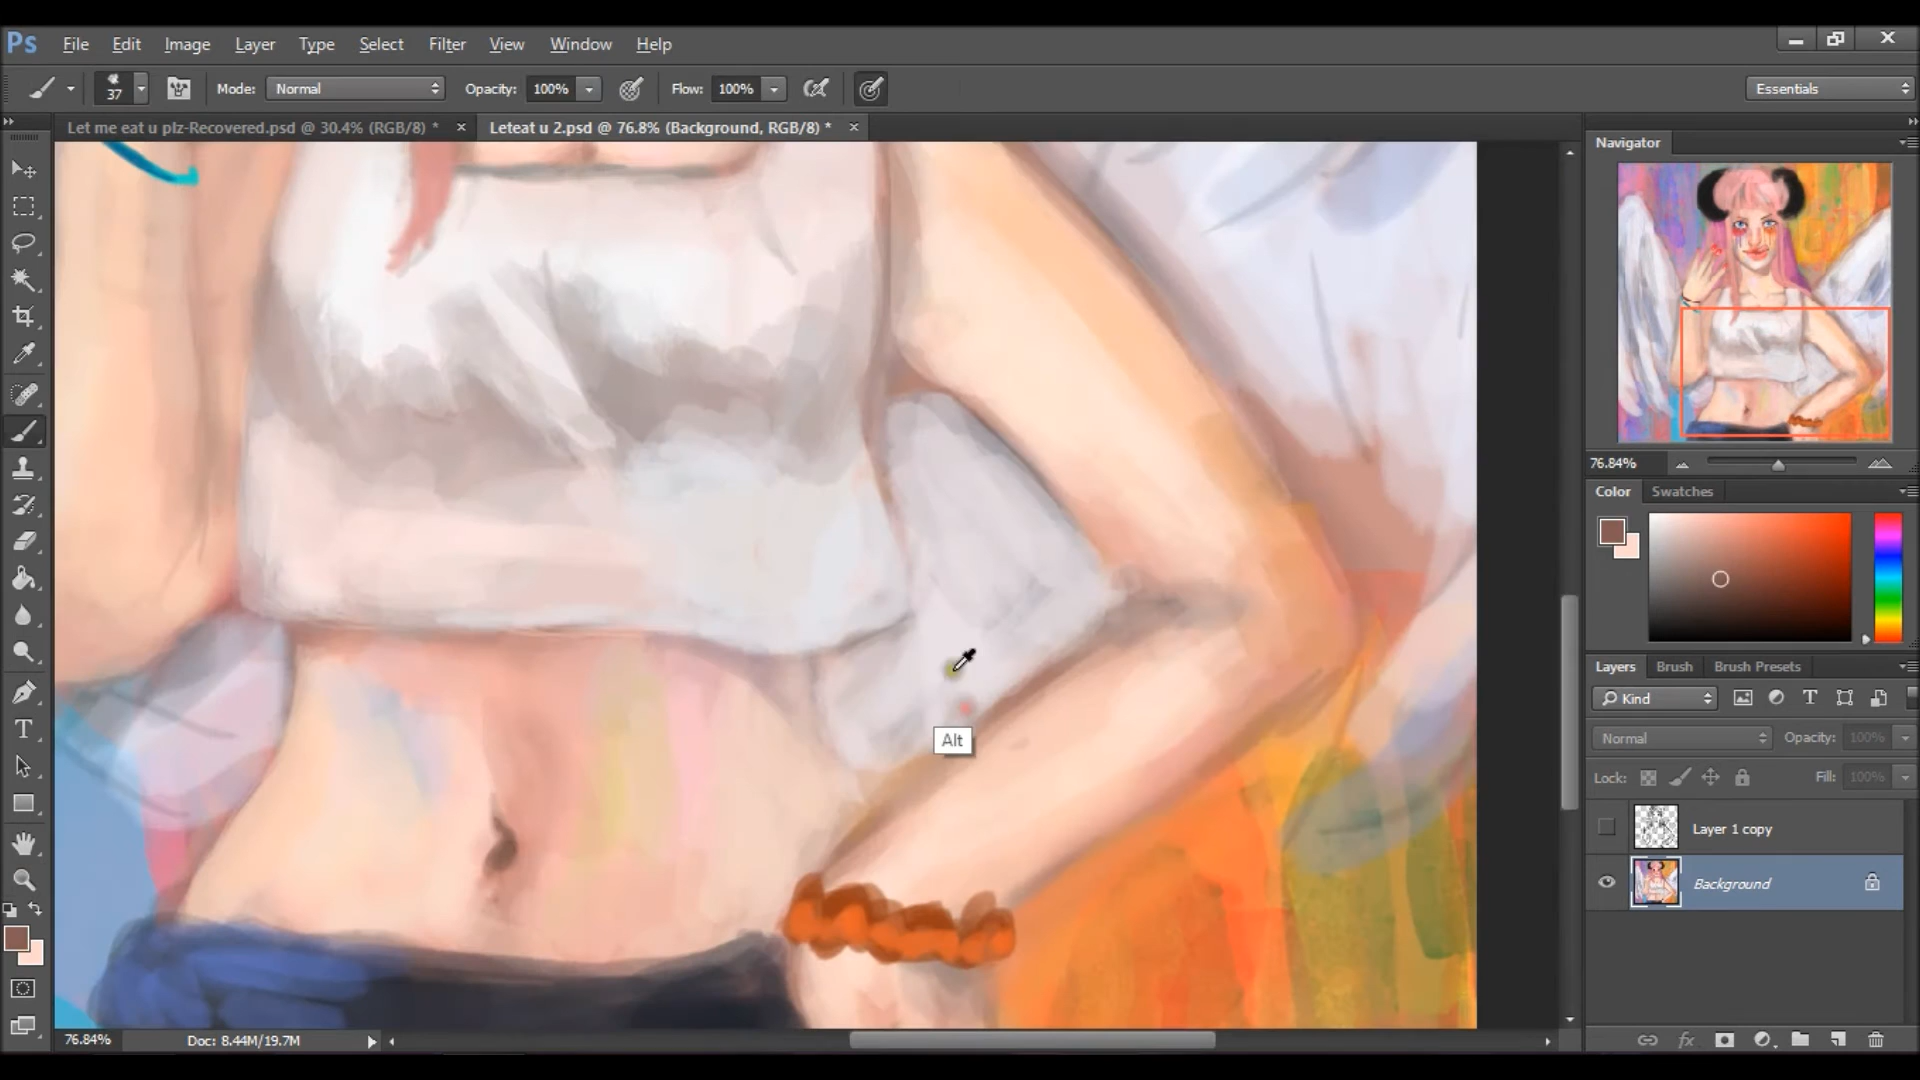 Ps File Edit Image Layer Type Select Filter View Window Help
37 Mode: Normal Opacity: 100% Flow: 100% Essentials
Let me eat u plz-Recovered.psd @ 30.4% (RGB/8) * Leteat u 2.psd @ 76.8% (Background, RGB/8) *
Navigator
76.84%
Color Swatches
Layers Brush Brush Presets
Kind
Normal Opacity: 100%
Lock: Fill: 100%
Layer 1 copy
Background
fx
Alt
76.84% Doc: 8.44M/19.7M